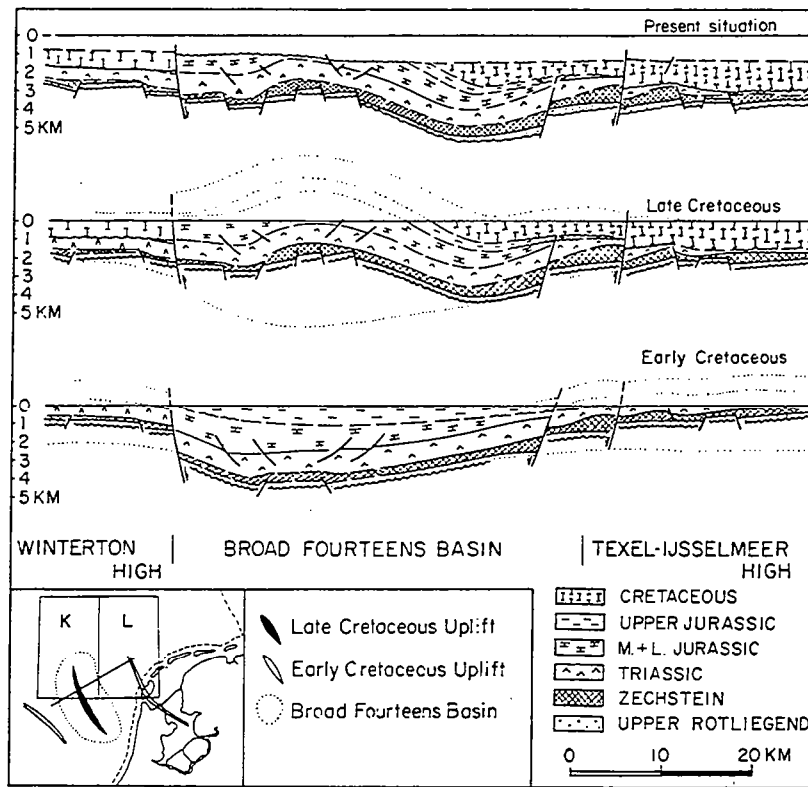 Present situation
0
1
2
3
4
5 KM
Late Cretaceous
0
1
2
3
4
5 KM
Early Cretaceous
0
1
2
3
4
5 KM
WINTERTON HIGH
BROAD FOURTEENS BASIN
TEXEL-IJSSELMEER HIGH
K
L
Late Cretaceous Uplift
Early Cretacecus Uplift
Broad Fourteens Basin
CRETACEOUS
UPPER JURASSIC
M.+L. JURASSIC
TRIASSIC
ZECHSTEIN
UPPER ROTLIEGEND
0 10 20 KM